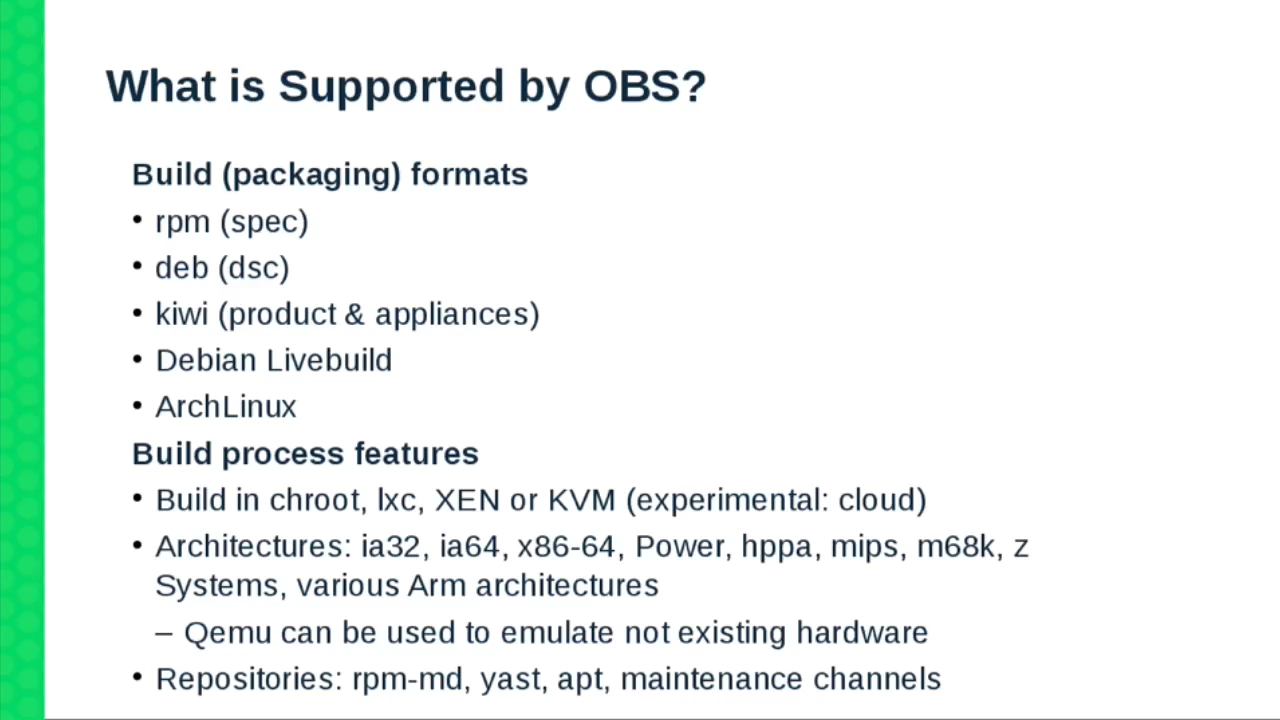 What is Supported by OBS?
Build (packaging) formats
• rpm (spec)
• deb (dsc)
• kiwi (product & appliances)
• Debian Livebuild
• ArchLinux
Build process features
• Build in chroot, lxc, XEN or KVM (experimental: cloud)
• Architectures: ia32, ia64, x86-64, Power, hppa, mips, m68k, z
Systems, various Arm architectures
– Qemu can be used to emulate not existing hardware
• Repositories: rpm-md, yast, apt, maintenance channels